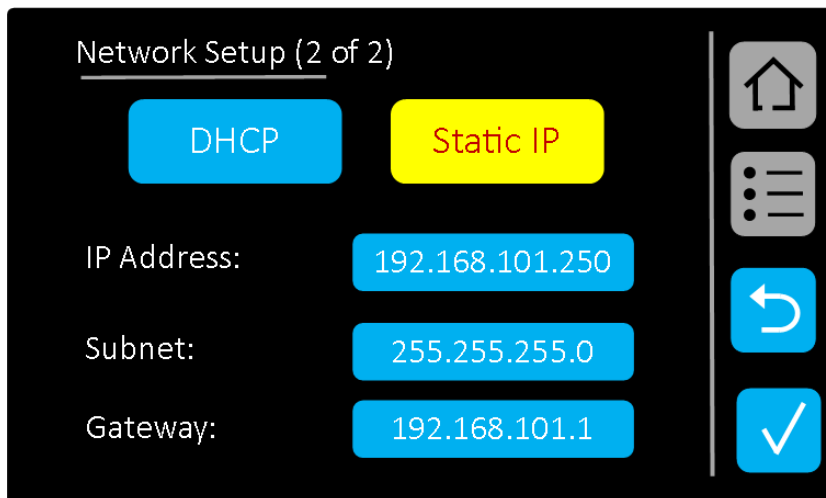 Network Setup (2 of 2)
DHCP Static IP
IP Address: 192.168.101.250
Subnet: 255.255.255.0
Gateway: 192.168.101.1